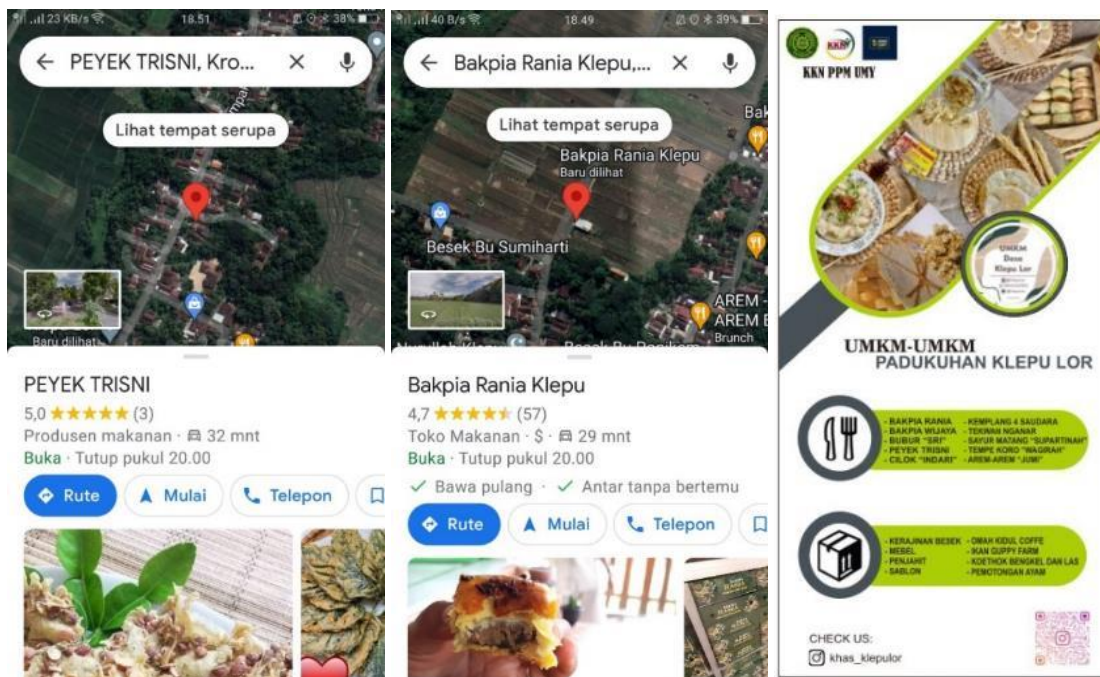 23 KB/s
18.51
38%
PEYEK TRISNI, Kro...
Lihat tempat serupa
Baru dilihat
PEYEK TRISNI
5,0 (3)
Produsen makanan · 32 mnt
Buka · Tutup pukul 20.00
Rute
Mulai
Telepon
40 B/s
18.49
39%
Bakpia Rania Klepu,...
Lihat tempat serupa
Bak
Bakpia Rania Klepu
Baru dilihat
Besek Bu Sumiharti
AREM -
AREM
Brunch
Bakpia Rania Klepu
4,7 (57)
Toko Makanan · $ · 29 mnt
Buka · Tutup pukul 20.00
✓ Bawa pulang · ✓ Antar tanpa bertemu
Rute
Mulai
Telepon
KKN
KKN PPM UMY
UMKM
Desa
Klepu Lor
UMKM-UMKM
PADUKUHAN KLEPU LOR
- BAKPIA RANIA
- BAKPIA WIJAYA
- BUBUR "SRI"
- PEYEK TRISNI
- CILOK "INDARI"
- KEMPLANG 4 SAUDARA
- TEKWAN NGANAR
- SAYUR MATANG "SUPARTINAH"
- TEMPE KORO "WAGIRAH"
- AREM-AREM "JUMI"
- KERAJINAN BESEK
- MEBEL
- PENJAHIT
- SABLON
- OMAH KIDUL COFFE
- IKAN GUPPY FARM
- KOETHOK BENGKEL DAN LAS
- PEMOTONGAN AYAM
CHECK US:
khas_klepulor